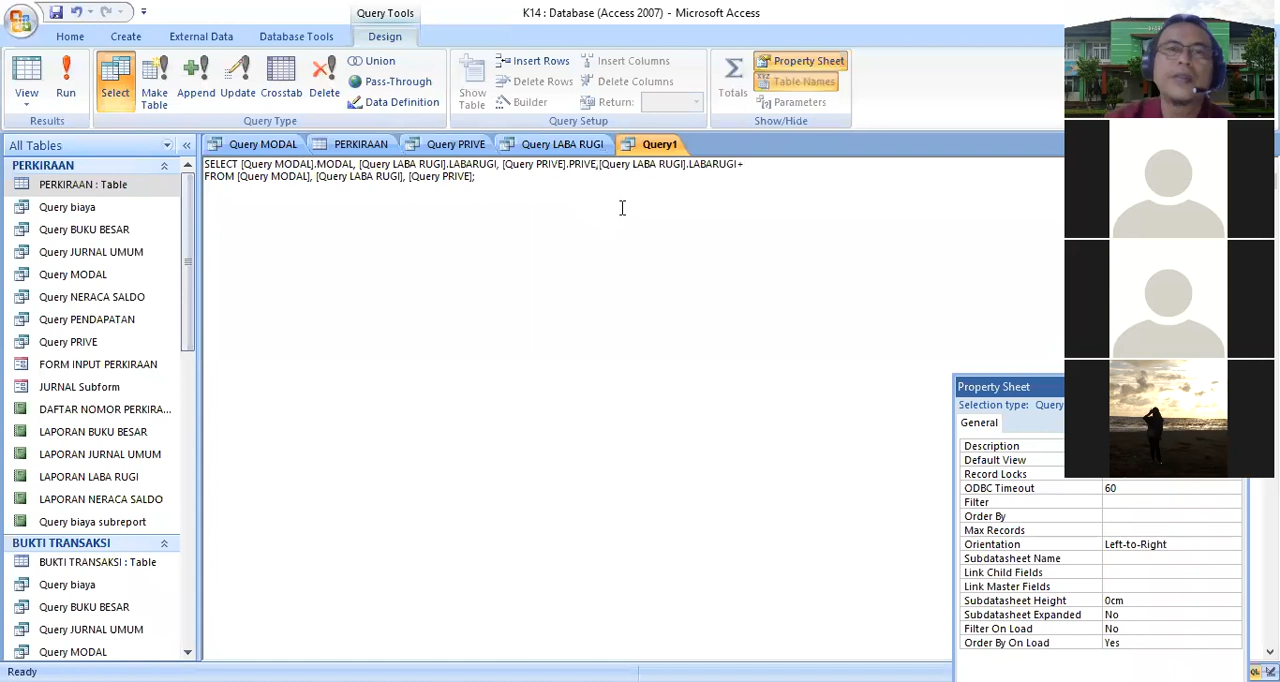 Query Tools
K14 : Database (Access 2007) - Microsoft Access
Home Create External Data Database Tools Design
View
Run
Results
Select
Make Table
Append
Update
Crosstab
Delete
Union
Pass-Through
Data Definition
Query Type
Show Table
Insert Rows
Delete Rows
Builder
Insert Columns
Delete Columns
Return:
Query Setup
Totals
Property Sheet
Table Names
Parameters
Show/Hide
All Tables
Query MODAL PERKIRAAN Query PRIVE Query LABA RUGI Query1
SELECT [Query MODAL].MODAL, [Query LABA RUGI].LABARUGI, [Query PRIVE].PRIVE,[Query LABA RUGI].LABARUGI+
FROM [Query MODAL], [Query LABA RUGI], [Query PRIVE];
PERKIRAAN
PERKIRAAN : Table
Query biaya
Query BUKU BESAR
Query JURNAL UMUM
Query MODAL
Query NERACA SALDO
Query PENDAPATAN
Query PRIVE
FORM INPUT PERKIRAAN
JURNAL Subform
DAFTAR NOMOR PERKIRA...
LAPORAN BUKU BESAR
LAPORAN JURNAL UMUM
LAPORAN LABA RUGI
LAPORAN NERACA SALDO
Query biaya subreport
BUKTI TRANSAKSI
BUKTI TRANSAKSI : Table
Query biaya
Query BUKU BESAR
Query JURNAL UMUM
Query MODAL
Property Sheet
Selection type: Query
General
Description
Default View
Record Locks
ODBC Timeout 60
Filter
Order By
Max Records
Orientation Left-to-Right
Subdatasheet Name
Link Child Fields
Link Master Fields
Subdatasheet Height 0cm
Subdatasheet Expanded No
Filter On Load No
Order By On Load Yes
Ready